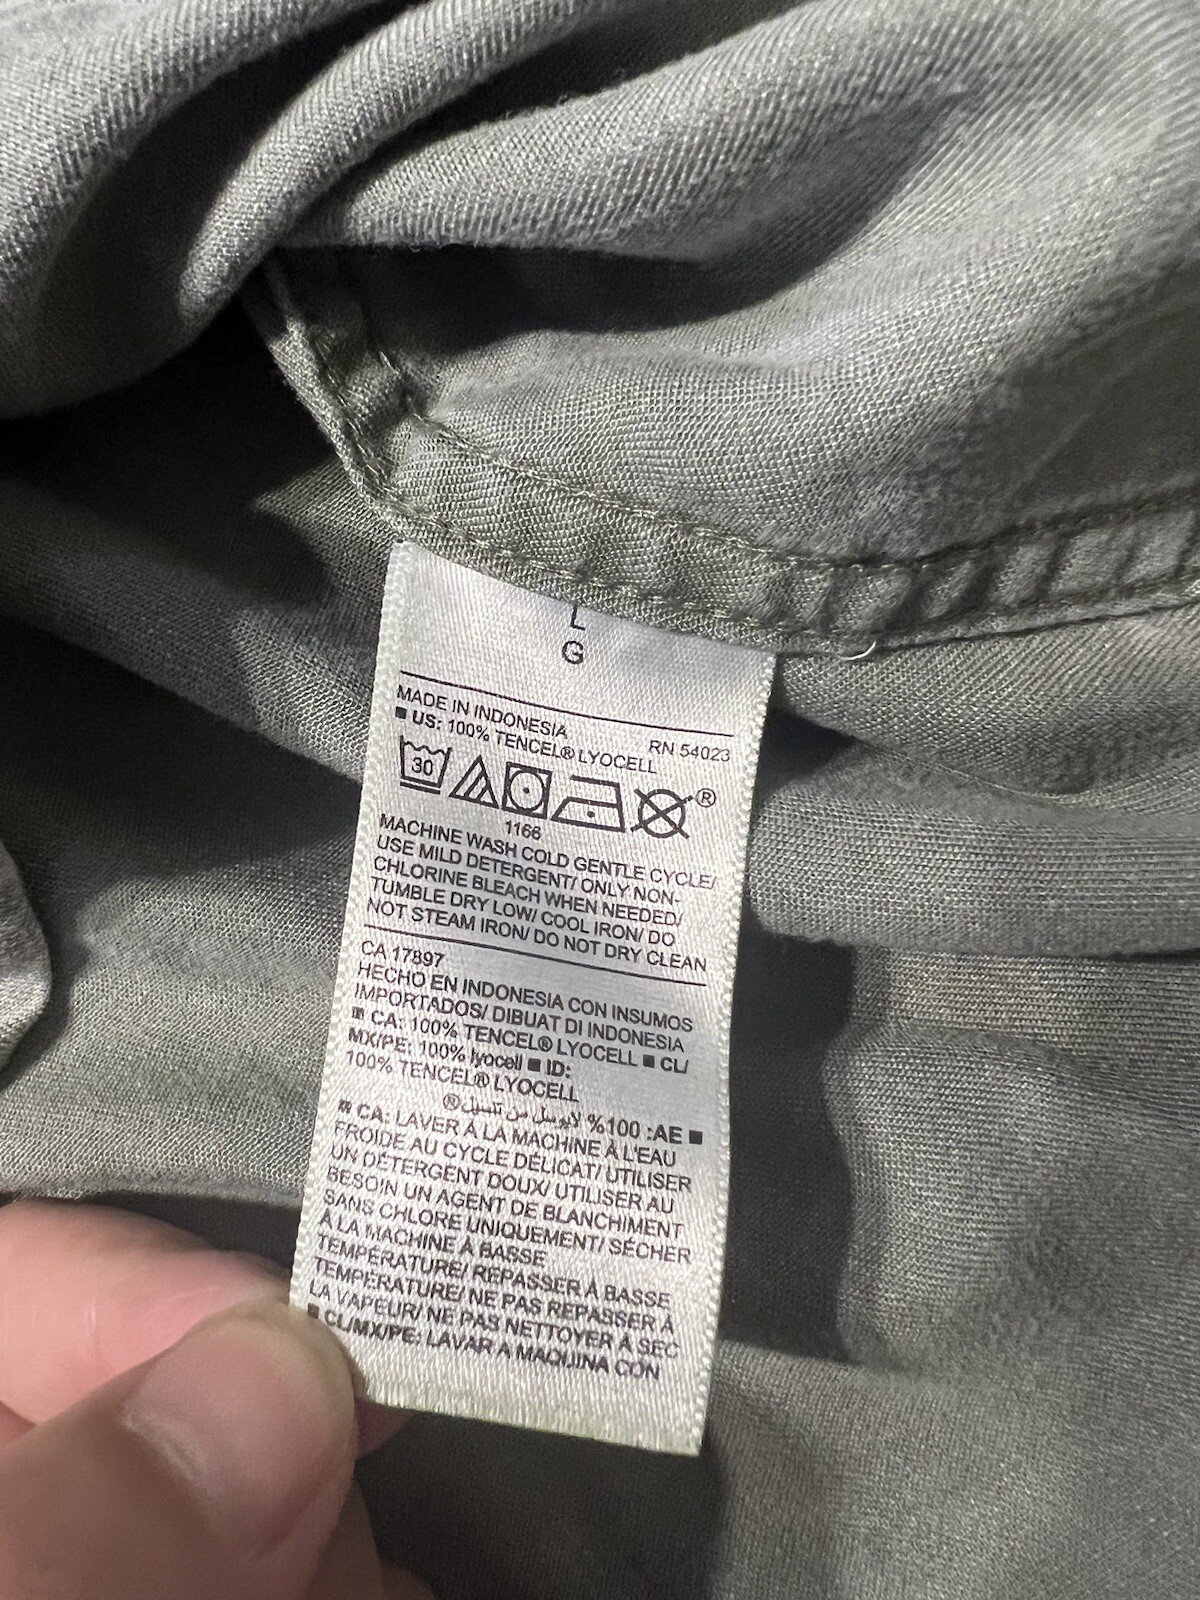 L
G
MADE IN INDONESIA RN 54023
■ US: 100% TENCEL® LYOCELL
30
®
1166
MACHINE WASH COLD GENTLE CYCLE/
USE MILD DETERGENT/ ONLY NON-
CHLORINE BLEACH WHEN NEEDED/
TUMBLE DRY LOW/ COOL IRON/ DO
NOT STEAM IRON/ DO NOT DRY CLEAN
CA 17897
HECHO EN INDONESIA CON INSUMOS
IMPORTADOS/ DIBUAT DI INDONESIA
■ CA: 100% TENCEL® LYOCELL ■ CL/
MX/PE: 100% lyocell ■ ID:
100% TENCEL® LYOCELL
■ AE: 100% لايوسل من تانسيل®
■ CA: LAVER À LA MACHINE À L'EAU
FROIDE AU CYCLE DÉLICAT/ UTILISER
UN DÉTERGENT DOUX/ UTILISER AU
BESOIN UN AGENT DE BLANCHIMENT
SANS CHLORE UNIQUEMENT/ SÉCHER
À LA MACHINE À BASSE
TEMPÉRATURE/ REPASSER À BASSE
TEMPÉRATURE/ NE PAS REPASSER À
LA VAPEUR/ NE PAS NETTOYER À SEC
■ CL/MX/PE: LAVAR A MAQUINA CON